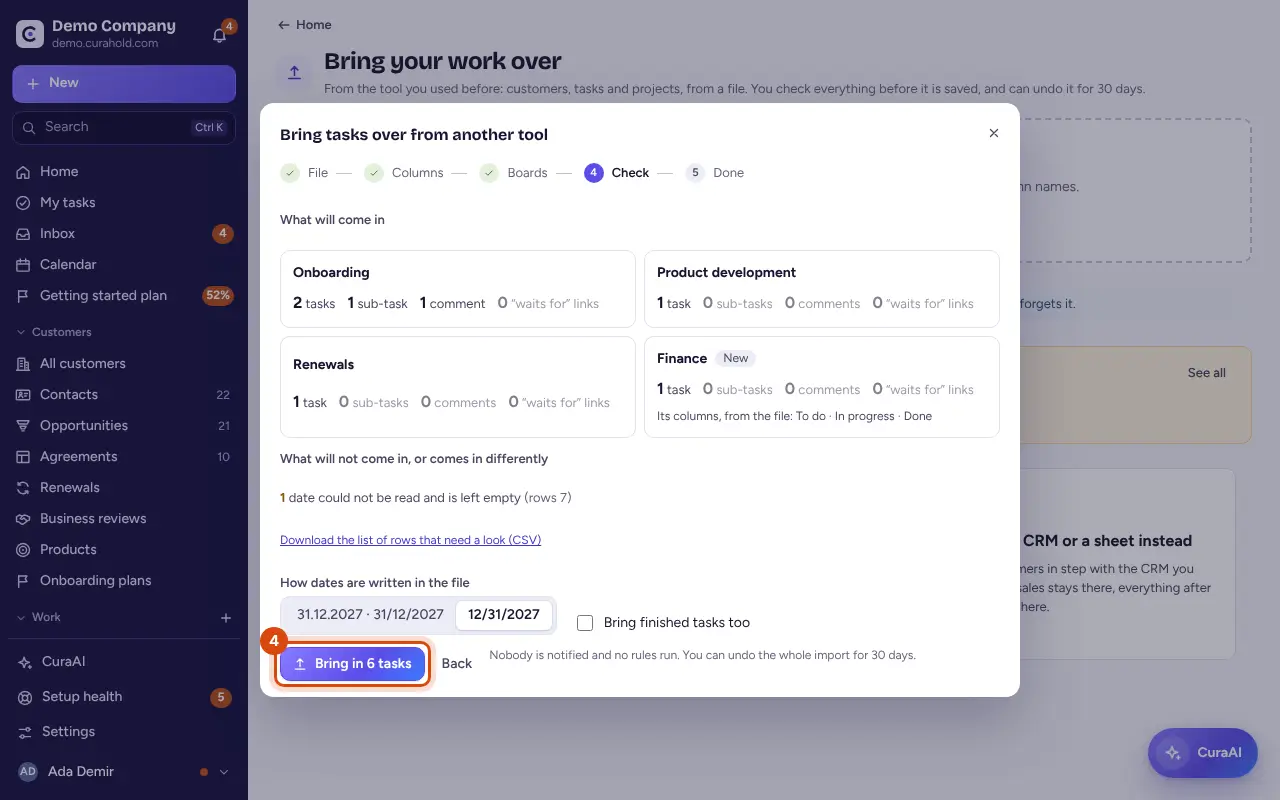 Demo Company
demo.curahold.com
4
New
Search
Ctrl K
Home
My tasks
Inbox
4
Calendar
Getting started plan
52%
Customers
All customers
Contacts
22
Opportunities
21
Agreements
10
Renewals
Business reviews
Products
Onboarding plans
Work
CuraAI
Setup health
5
Settings
AD
Ada Demir
Home
Bring your work over
From the tool you used before: customers, tasks and projects, from a file. You check everything before it is saved, and can undo it for 30 days.
names.
forgets it.
See all
CRM or a sheet instead
in step with the CRM you
stays there, everything after
here.
Bring tasks over from another tool
File
Columns
Boards
4 Check
5 Done
What will come in
Onboarding
2 tasks 1 sub-task 1 comment 0 “waits for” links
Product development
1 task 0 sub-tasks 0 comments 0 “waits for” links
Renewals
1 task 0 sub-tasks 0 comments 0 “waits for” links
Finance New
1 task 0 sub-tasks 0 comments 0 “waits for” links
Its columns, from the file: To do · In progress · Done
What will not come in, or comes in differently
1 date could not be read and is left empty (rows 7)
Download the list of rows that need a look (CSV)
How dates are written in the file
31.12.2027 · 31/12/2027
12/31/2027
Bring finished tasks too
4
Bring in 6 tasks
Back
Nobody is notified and no rules run. You can undo the whole import for 30 days.
CuraAI